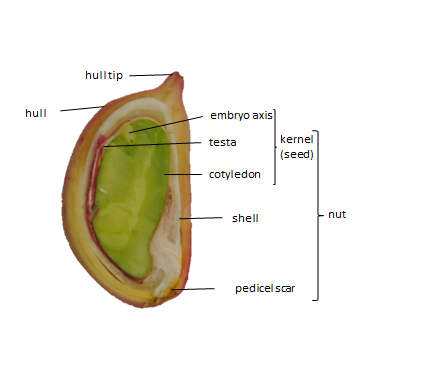 hull tip
hull
embryo axis
testa
kernel
(seed)
cotyledon
shell
nut
pedicel scar